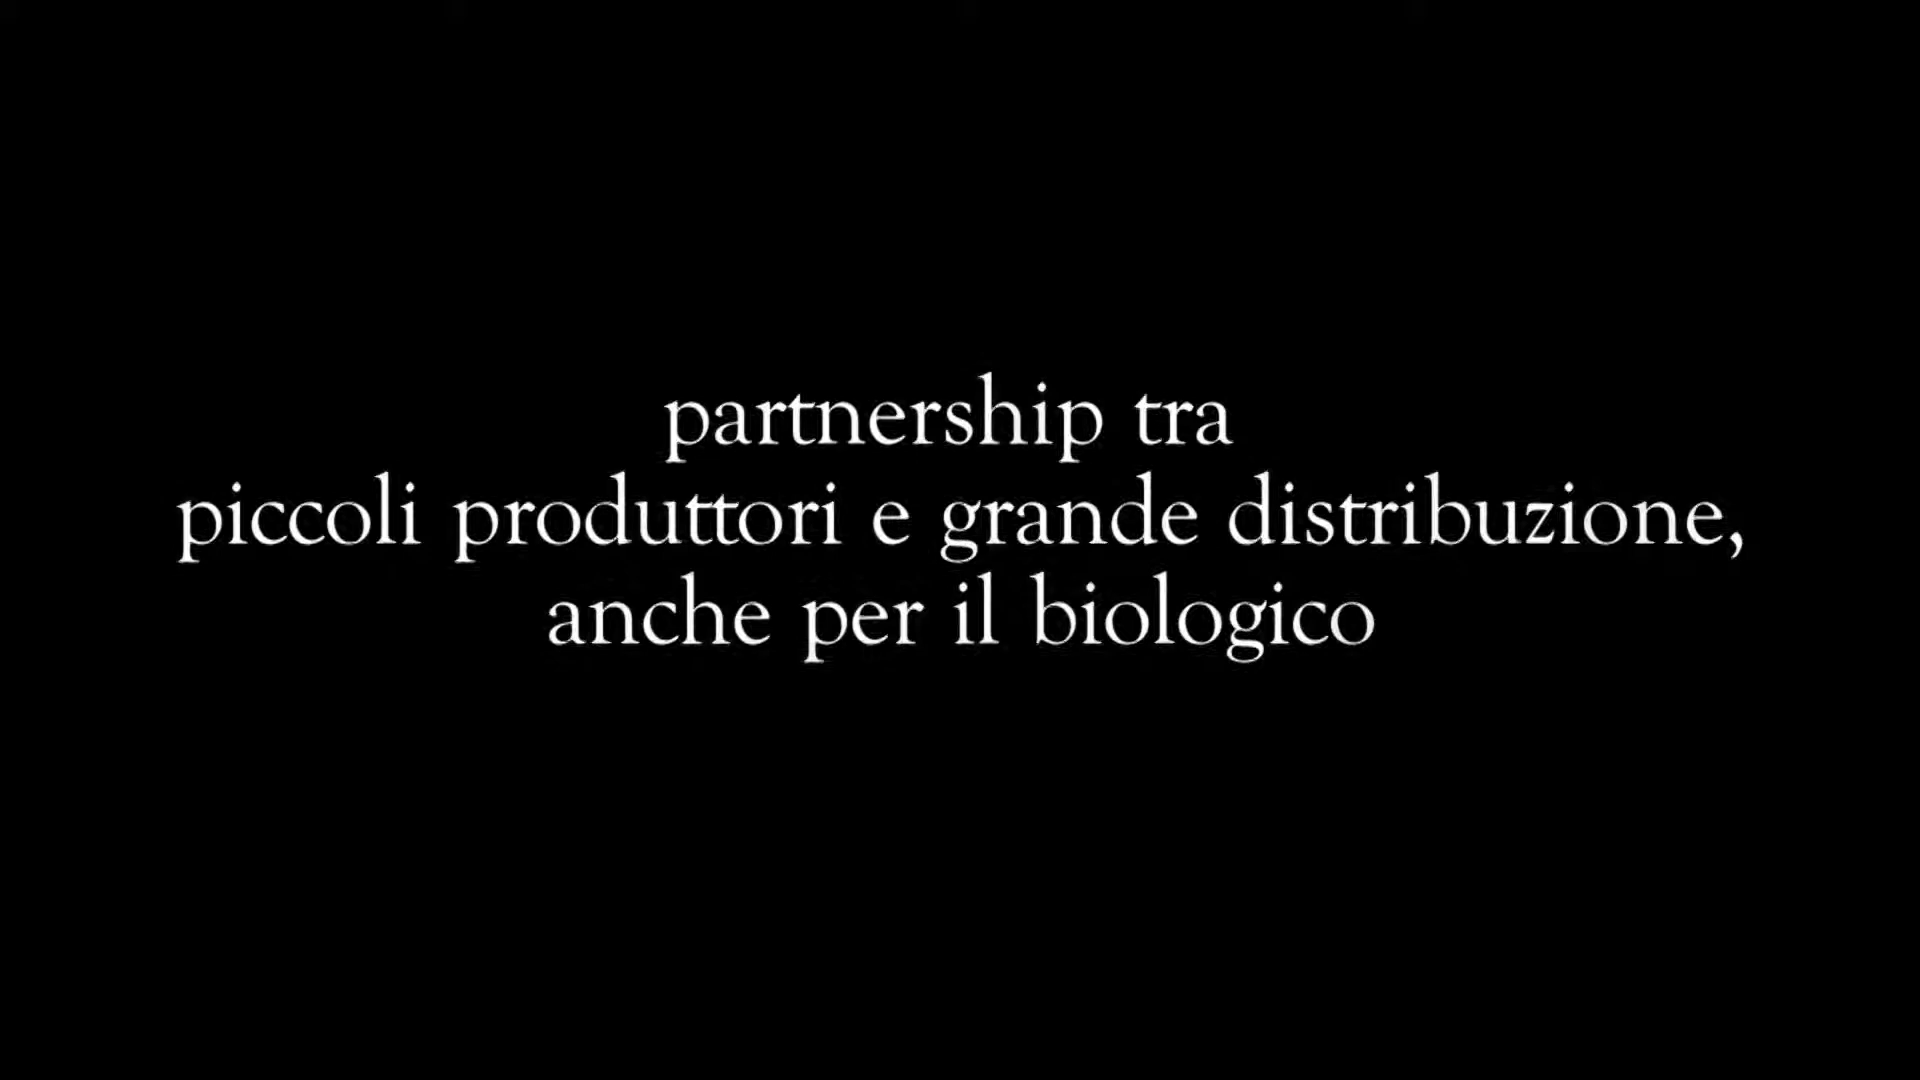 partnership tra
piccoli produttori e grande distribuzione,
anche per il biologico